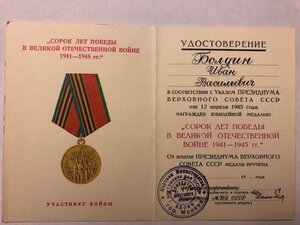 "СОРОК ЛЕТ ПОБЕДЫ
В ВЕЛИКОЙ ОТЕЧЕСТВЕННОЙ ВОЙНЕ
1941—1945 гг."
УЧАСТНИКУ ВОЙНЫ
УДОСТОВЕРЕНИЕ
Болдин
Иван
Василевич
В СООТВЕТСТВИИ С УКАЗОМ ПРЕЗИДИУМА
ВЕРХОВНОГО СОВЕТА СССР
ОТ 12 апреля 1985 года
НАГРАЖДЕН ЮБИЛЕЙНОЙ МЕДАЛЬЮ
"СОРОК ЛЕТ ПОБЕДЫ
В ВЕЛИКОЙ ОТЕЧЕСТВЕННОЙ
ВОЙНЕ 1941—1945 гг."
От имени ПРЕЗИДИУМА ВЕРХОВНОГО
СОВЕТА СССР МЕДАЛЬ ВРУЧЕНА
19